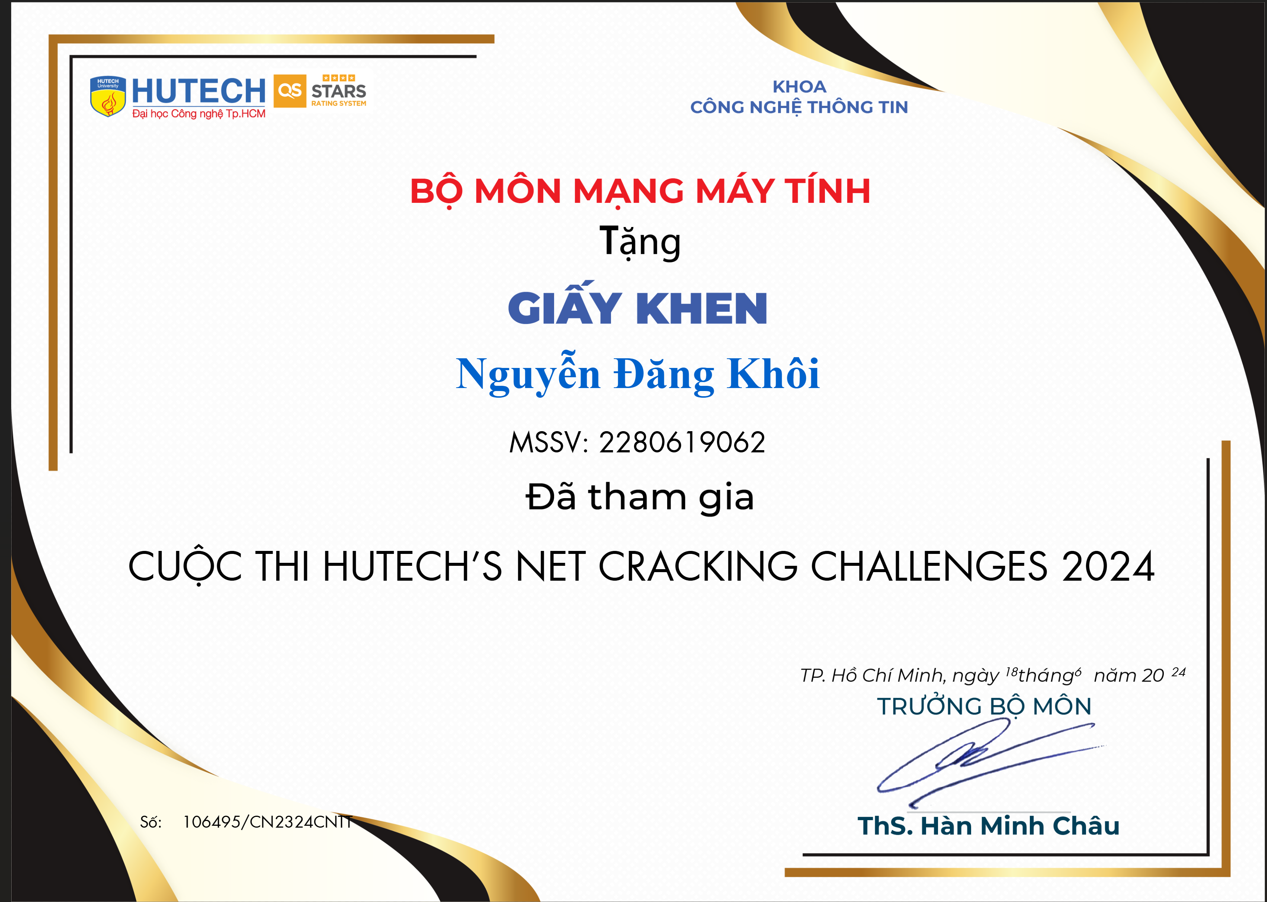 HUTECH
University
HUTECH
Đại học Công nghệ Tp.HCM
QS
STARS
RATING SYSTEM
KHOA
CÔNG NGHỆ THÔNG TIN
BỘ MÔN MẠNG MÁY TÍNH
Tặng
GIẤY KHEN
Nguyễn Đăng Khôi
MSSV: 2280619062
Đã tham gia
CUỘC THI HUTECH’S NET CRACKING CHALLENGES 2024
TP. Hồ Chí Minh, ngày 18tháng6 năm 20 24
TRƯỞNG BỘ MÔN
ThS. Hàn Minh Châu
Số: 106495/CN2324CNTT